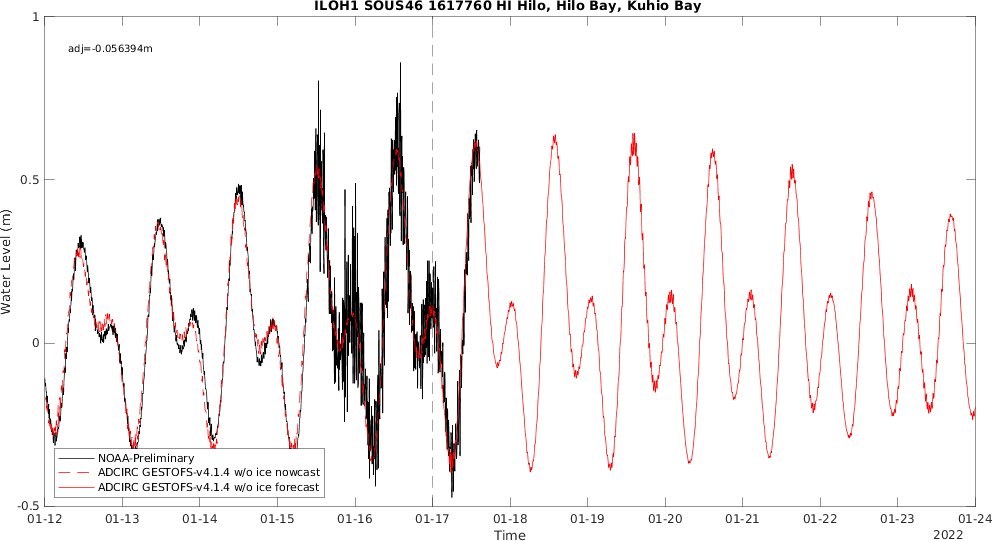 ILOH1 SOUS46 1617760 HI Hilo, Hilo Bay, Kuhio Bay
adj=-0.056394m
Water Level (m)
1
0.5
0
-0.5
NOAA-Preliminary
ADCIRC GESTOFS-v4.1.4 w/o ice nowcast
ADCIRC GESTOFS-v4.1.4 w/o ice forecast
01-12 01-13 01-14 01-15 01-16 01-17 01-18 01-19 01-20 01-21 01-22 01-23 01-24
Time
2022